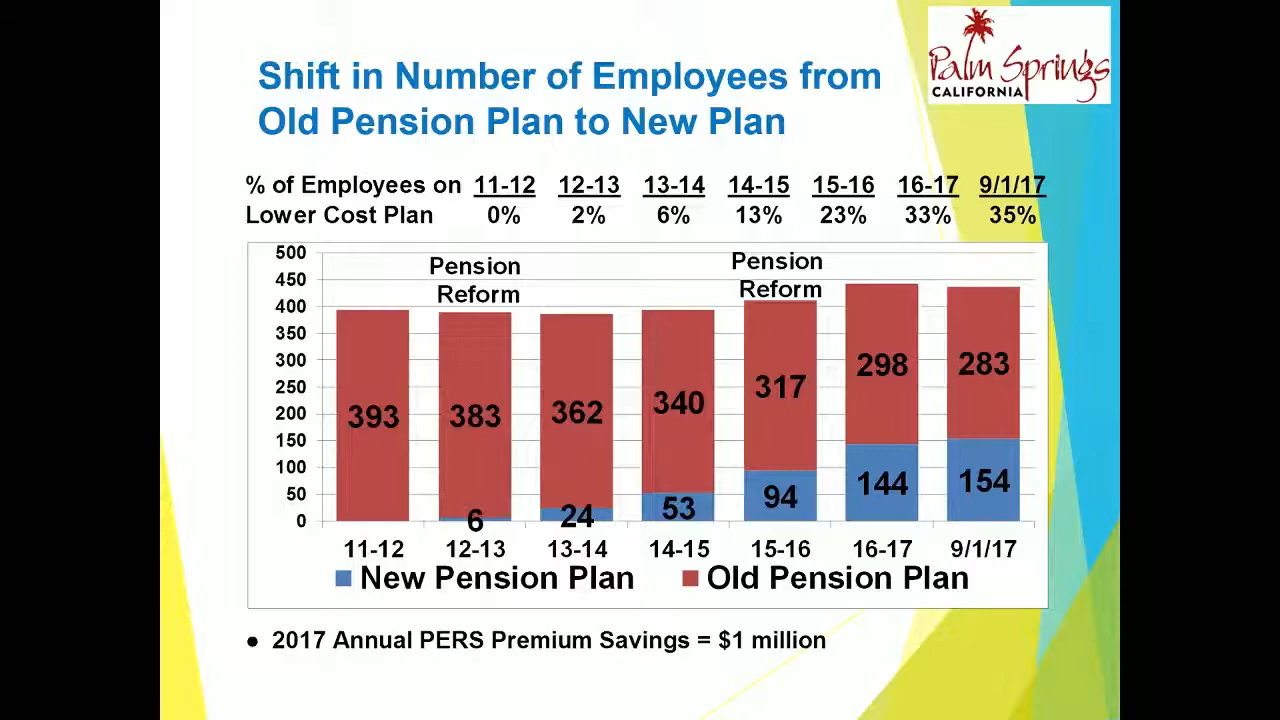 Palm Springs
CALIFORNIA
Shift in Number of Employees from
Old Pension Plan to New Plan
% of Employees on 11-12 12-13 13-14 14-15 15-16 16-17 9/1/17
Lower Cost Plan 0% 2% 6% 13% 23% 33% 35%
500
450
400
350
300
250
200
150
100
50
0
Pension
Reform
Pension
Reform
393 383 362 340 317 298 283
6 24 53 94 144 154
11-12 12-13 13-14 14-15 15-16 16-17 9/1/17
New Pension Plan Old Pension Plan
● 2017 Annual PERS Premium Savings = $1 million